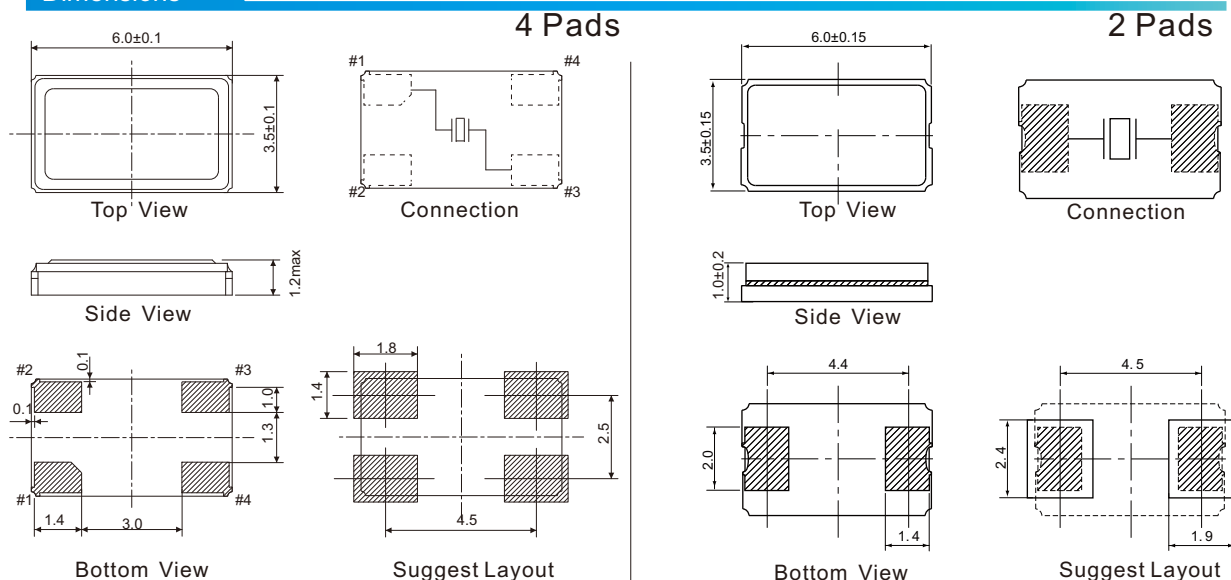 4 Pads
6.0±0.1
3.5±0.1
Top View
#1
#4
#2
#3
Connection
1.2max
Side View
#2
0.1
#3
0.1
1.0
1.3
#1
#4
1.4
3.0
Bottom View
1.8
1.4
2.5
4.5
Suggest Layout
2 Pads
6.0±0.15
3.5±0.15
Top View
Connection
1.0±0.2
Side View
4.4
2.0
1.4
Bottom View
4.5
2.4
1.9
Suggest Layout